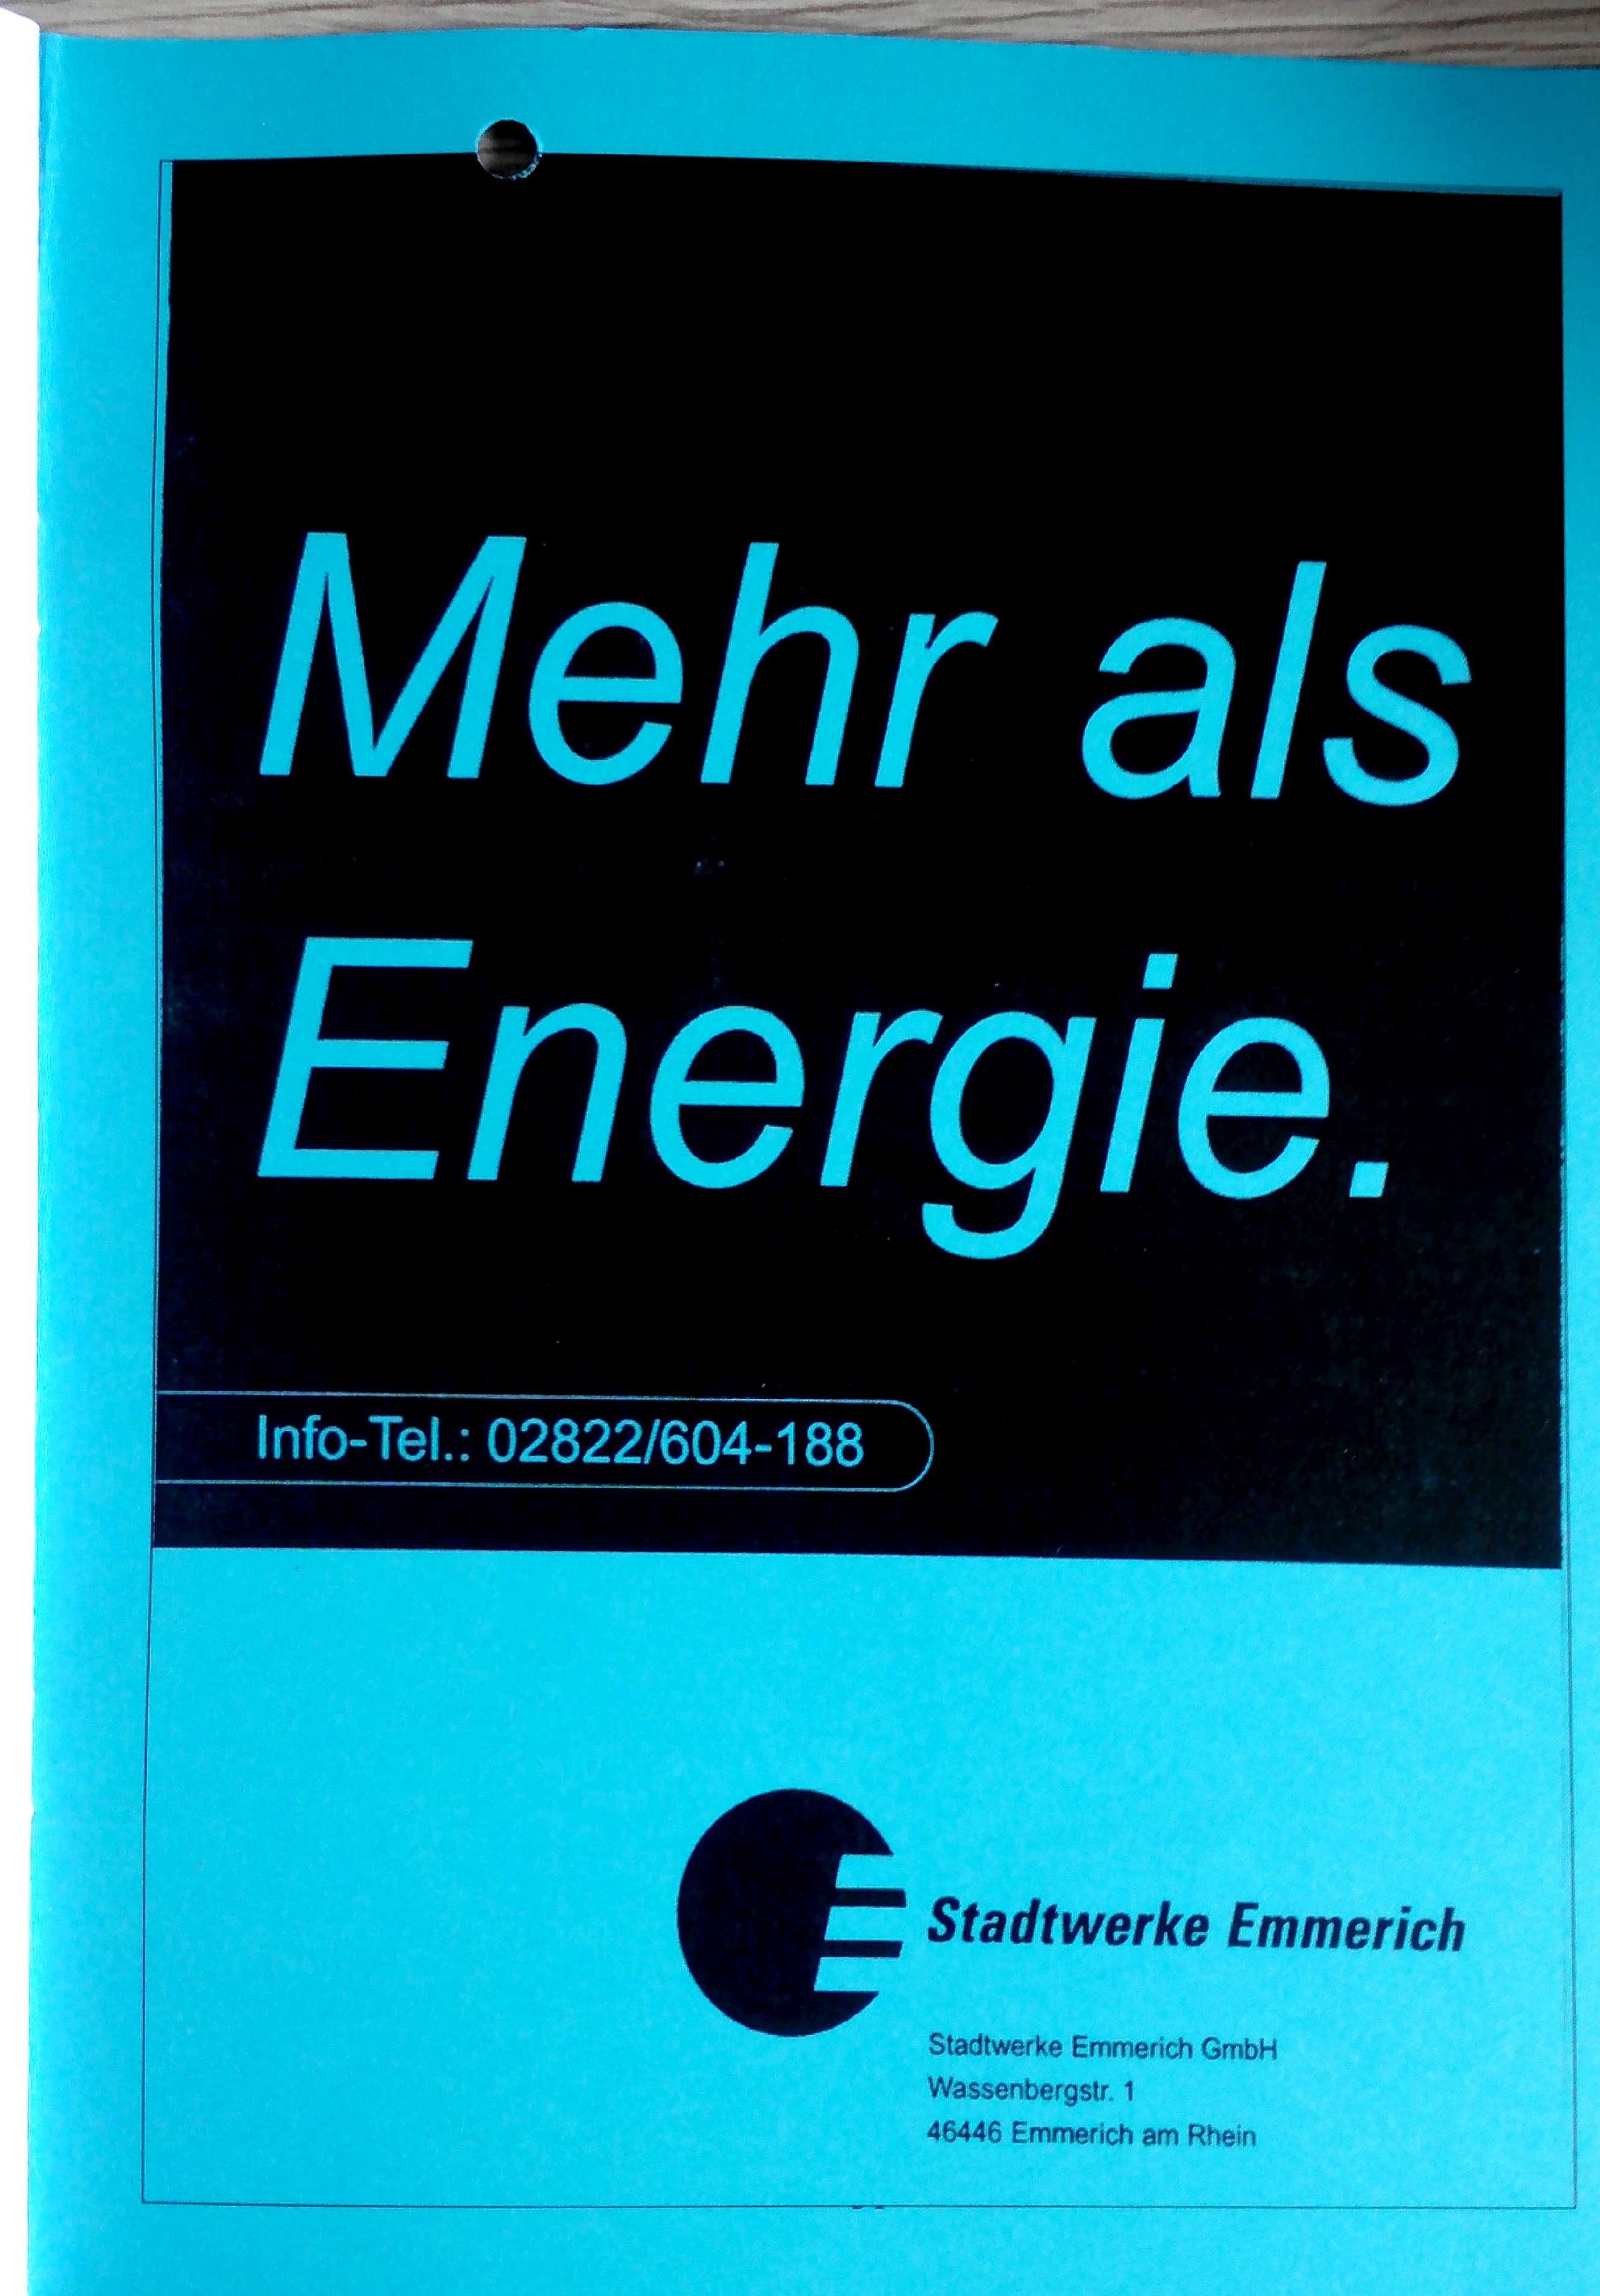 Mehr als
Energie.
Info-Tel.: 02822/604-188
Stadtwerke Emmerich
Stadtwerke Emmerich GmbH
Wassenbergstr. 1
46446 Emmerich am Rhein